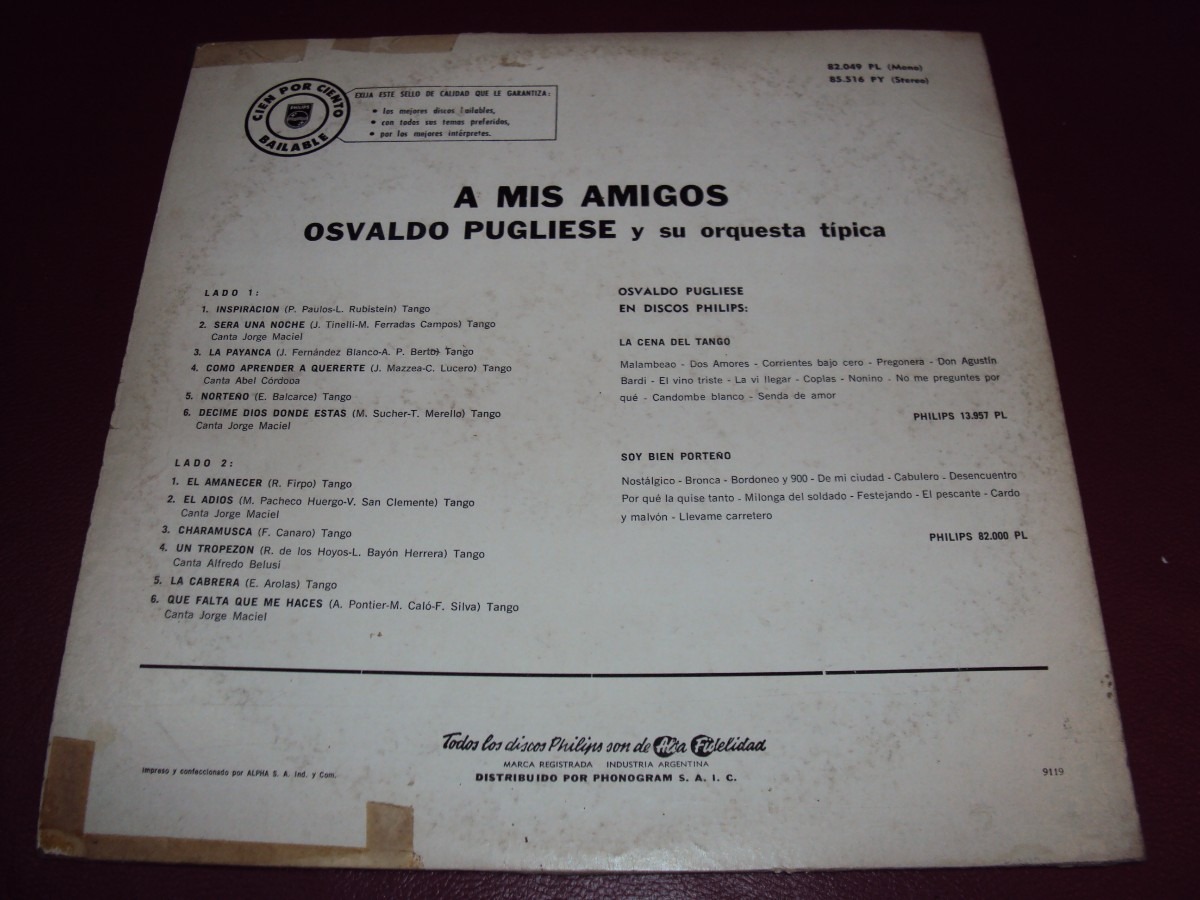 82.049 PL (Mono)
85.516 PY (Stereo)
CIEN POR CIENTO
PHILIPS
BAILABLE
EXIJA ESTE SELLO DE CALIDAD QUE LE GARANTIZA:
• los mejores discos bailables,
• con todos sus temas preferidos,
• por los mejores intérpretes.
A MIS AMIGOS
OSVALDO PUGLIESE y su orquesta típica
LADO 1:
1. INSPIRACION (P. Paulos-L. Rubistein) Tango
2. SERA UNA NOCHE (J. Tinelli-M. Ferradas Campos) Tango
Canta Jorge Maciel
3. LA PAYANCA (J. Fernández Blanco-A. P. Berto) Tango
4. COMO APRENDER A QUERERTE (J. Mazzea-C. Lucero) Tango
Canta Abel Córdoba
5. NORTEÑO (E. Balcarce) Tango
6. DECIME DIOS DONDE ESTAS (M. Sucher-T. Merello) Tango
Canta Jorge Maciel
LADO 2:
1. EL AMANECER (R. Firpo) Tango
2. EL ADIOS (M. Pacheco Huergo-V. San Clemente) Tango
Canta Jorge Maciel
3. CHARAMUSCA (F. Canaro) Tango
4. UN TROPEZON (R. de los Hoyos-L. Bayón Herrera) Tango
Canta Alfredo Belusi
5. LA CABRERA (E. Arolas) Tango
6. QUE FALTA QUE ME HACES (A. Pontier-M. Caló-F. Silva) Tango
Canta Jorge Maciel
OSVALDO PUGLIESE
EN DISCOS PHILIPS:
LA CENA DEL TANGO
Malambeao - Dos Amores - Corrientes bajo cero - Pregonera - Don Agustín
Bardi - El vino triste - La vi llegar - Coplas - Nonino - No me preguntes por
qué - Candombe blanco - Senda de amor
PHILIPS 13.957 PL
SOY BIEN PORTEÑO
Nostálgico - Bronca - Bordoneo y 900 - De mi ciudad - Cabulero - Desencuentro
Por qué la quise tanto - Milonga del soldado - Festejando - El pescante - Cardo
y malvón - Llevame carretero
PHILIPS 82.000 PL
Todos los discos Philips son de Alta Fidelidad
MARCA REGISTRADA INDUSTRIA ARGENTINA
DISTRIBUIDO POR PHONOGRAM S. A. I. C.
Impreso y confeccionado por ALPHA S. A. Ind. y Com.
9119